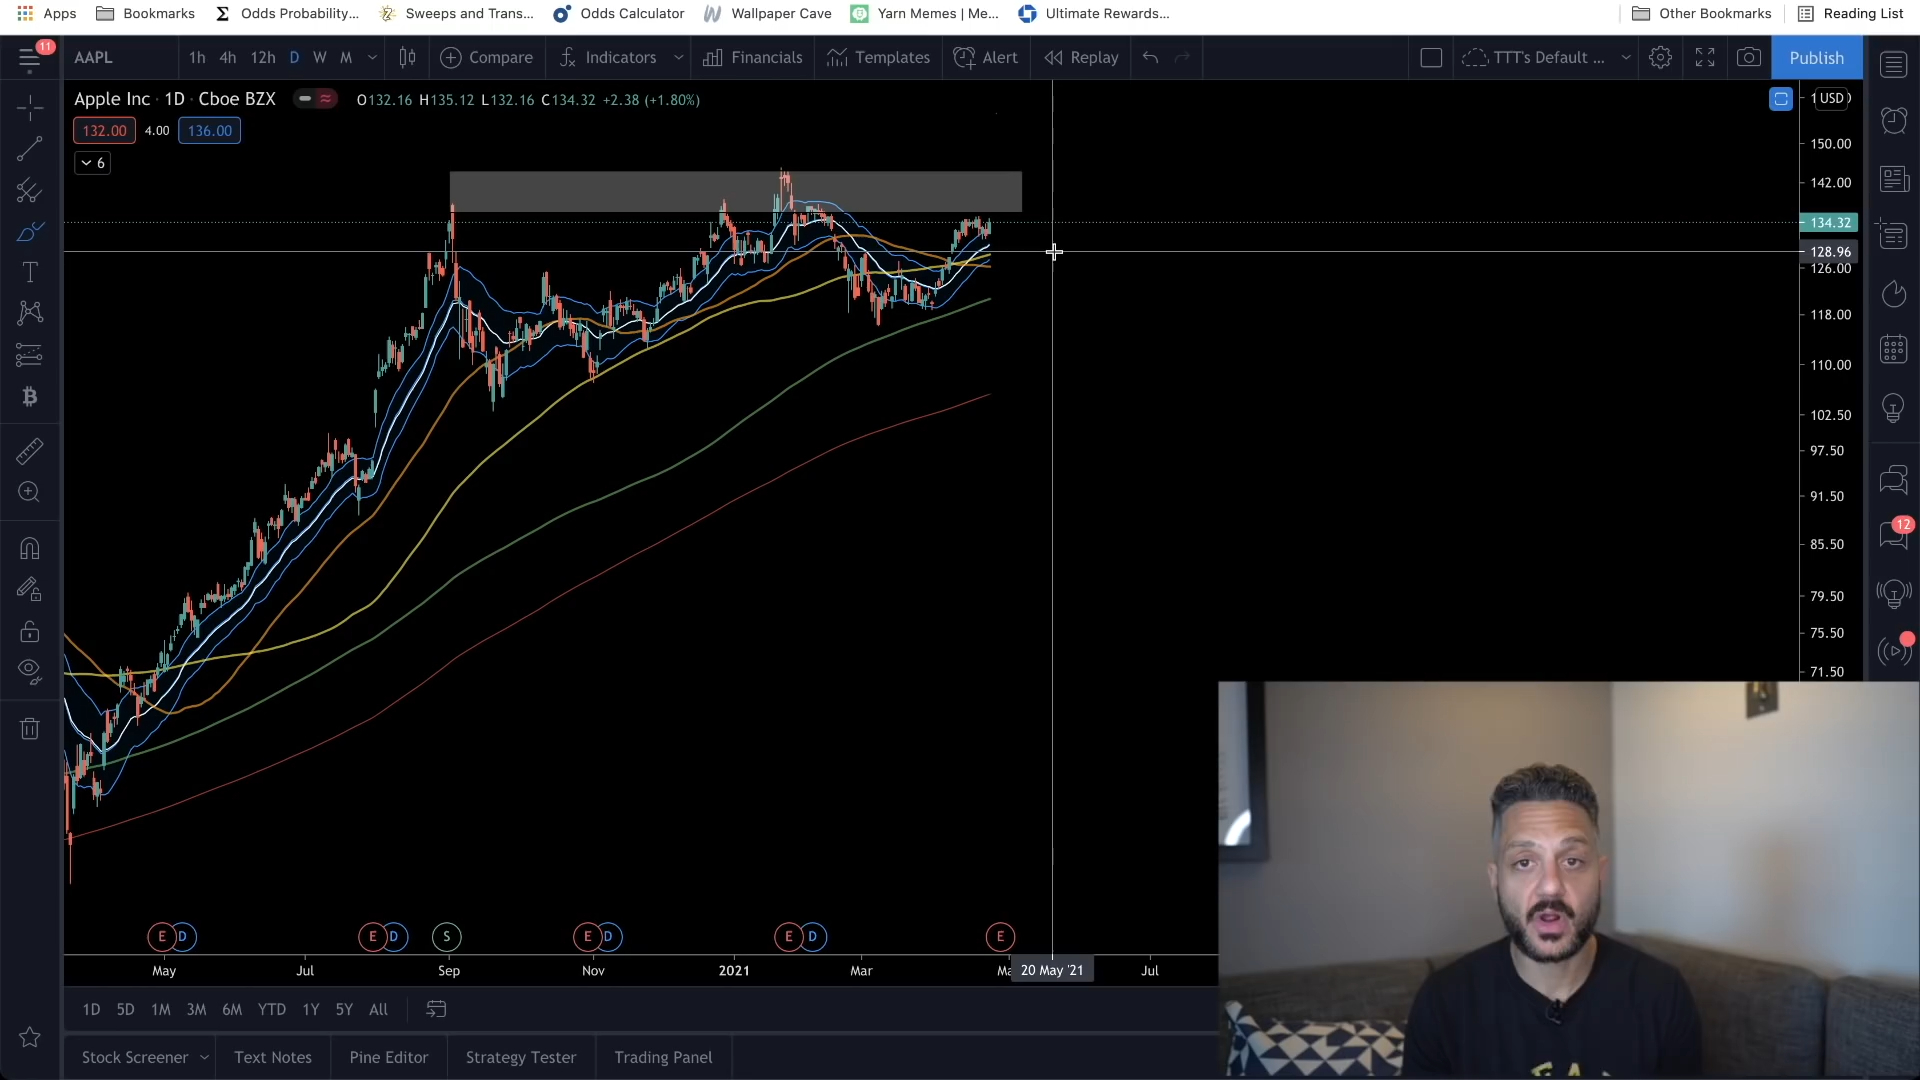 Apps Bookmarks Odds Probability... Sweeps and Trans... Odds Calculator Wallpaper Cave Yarn Memes | Me... Ultimate Rewards... Other Bookmarks Reading List
11 AAPL 1h 4h 12h D W M Compare Indicators Financials Templates Alert Replay TTT's Default ... Publish
Apple Inc · 1D · Cboe BZX O132.16 H135.12 L132.16 C134.32 +2.38 (+1.80%)
USD
132.00 4.00 136.00
6
150.00
142.00
134.32
128.96
126.00
118.00
110.00
102.50
97.50
91.50
85.50
79.50
75.50
71.50
12
E D E D S E D E D E
May Jul Sep Nov 2021 Mar 20 May '21 Jul
1D 5D 1M 3M 6M YTD 1Y 5Y All
Stock Screener Text Notes Pine Editor Strategy Tester Trading Panel